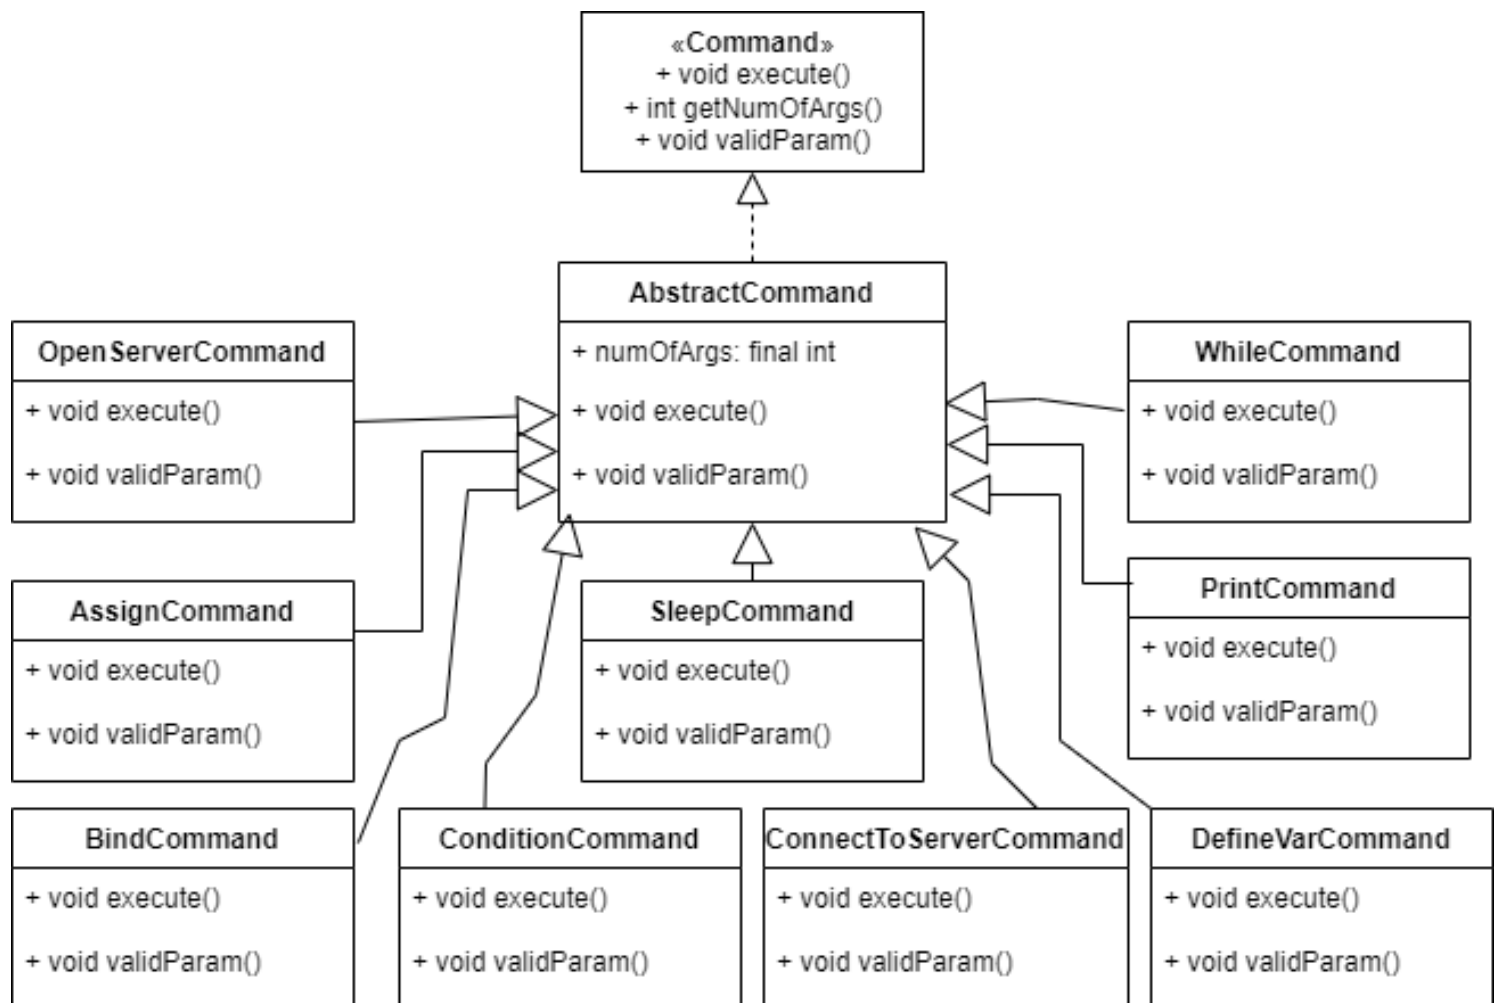 «Command»
+ void execute()
+ int getNumOfArgs()
+ void validParam()
AbstractCommand
+ numOfArgs: final int
+ void execute()
+ void validParam()
OpenServerCommand
+ void execute()
+ void validParam()
WhileCommand
+ void execute()
+ void validParam()
AssignCommand
+ void execute()
+ void validParam()
SleepCommand
+ void execute()
+ void validParam()
PrintCommand
+ void execute()
+ void validParam()
BindCommand
+ void execute()
+ void validParam()
ConditionCommand
+ void execute()
+ void validParam()
ConnectToServerCommand
+ void execute()
+ void validParam()
DefineVarCommand
+ void execute()
+ void validParam()